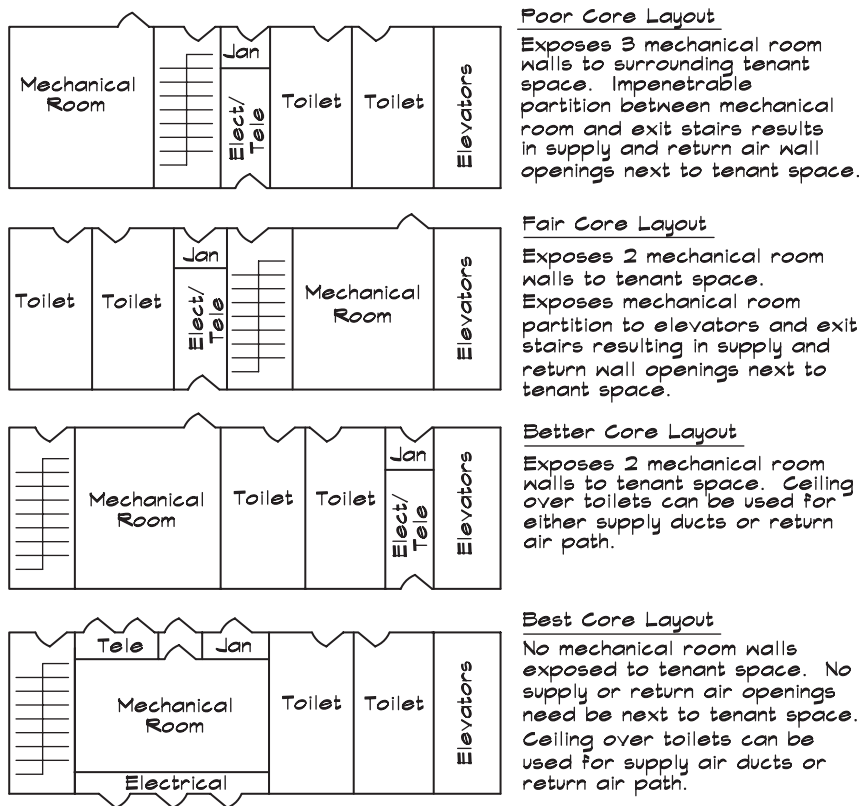 Poor Core Layout
Exposes 3 mechanical room
walls to surrounding tenant
space. Impenetrable
partition between mechanical
room and exit stairs results
in supply and return air wall
openings next to tenant space.
Mechanical
Room
Jan
Elect/
Tele
Toilet
Toilet
Elevators
Fair Core Layout
Exposes 2 mechanical room
walls to tenant space.
Exposes mechanical room
partition to elevators and exit
stairs resulting in supply and
return wall openings next to
tenant space.
Toilet
Toilet
Jan
Elect/
Tele
Mechanical
Room
Elevators
Better Core Layout
Exposes 2 mechanical room
walls to tenant space. Ceiling
over toilets can be used for
either supply ducts or return
air path.
Mechanical
Room
Toilet
Toilet
Jan
Elect/
Tele
Elevators
Best Core Layout
No mechanical room walls
exposed to tenant space. No
supply or return air openings
need be next to tenant space.
Ceiling over toilets can be
used for supply air ducts or
return air path.
Tele
Jan
Mechanical
Room
Electrical
Toilet
Toilet
Elevators